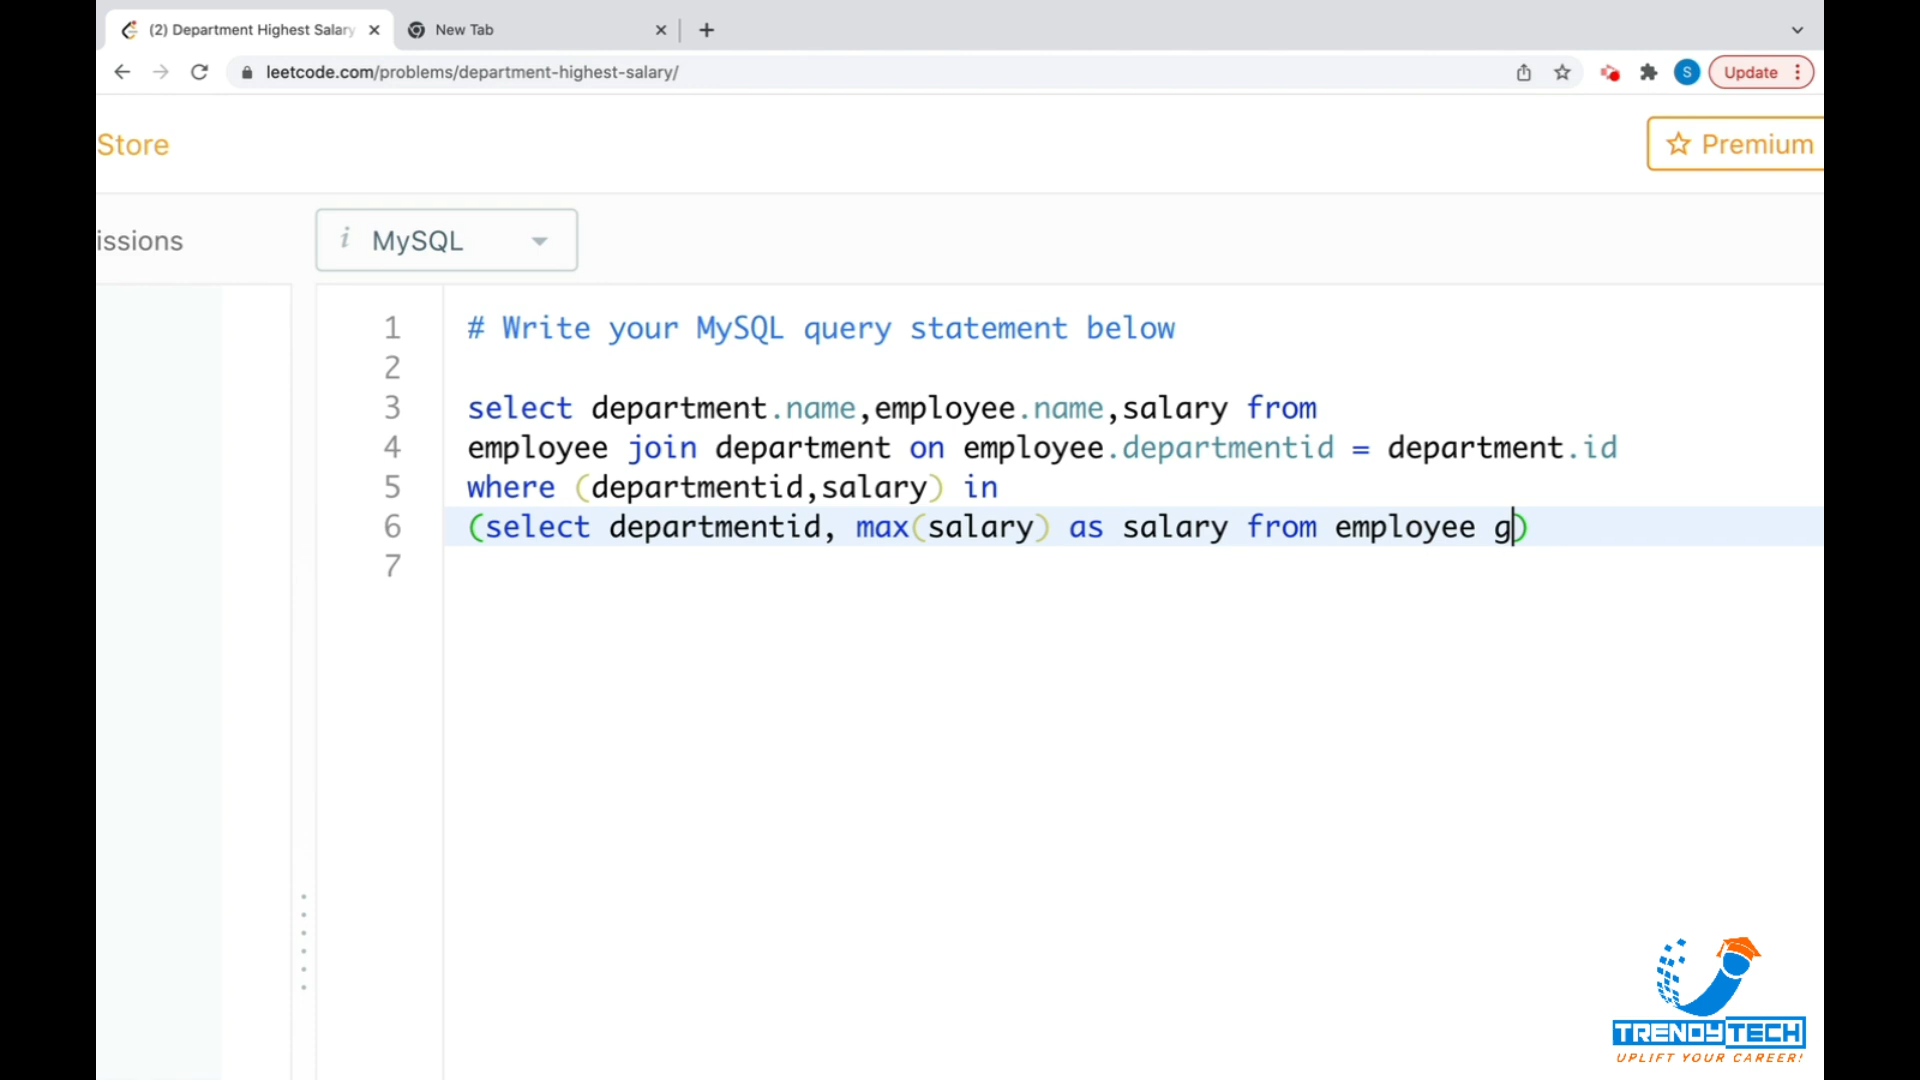 (2) Department Highest Salary
New Tab
leetcode.com/problems/department-highest-salary/
S
Update
Store
Premium
issions
i MySQL
1 # Write your MySQL query statement below
2
3 select department.name,employee.name,salary from
4 employee join department on employee.departmentid = department.id
5 where (departmentid,salary) in
6 (select departmentid, max(salary) as salary from employee g)
7
TRENDYTECH
UPLIFT YOUR CAREER!